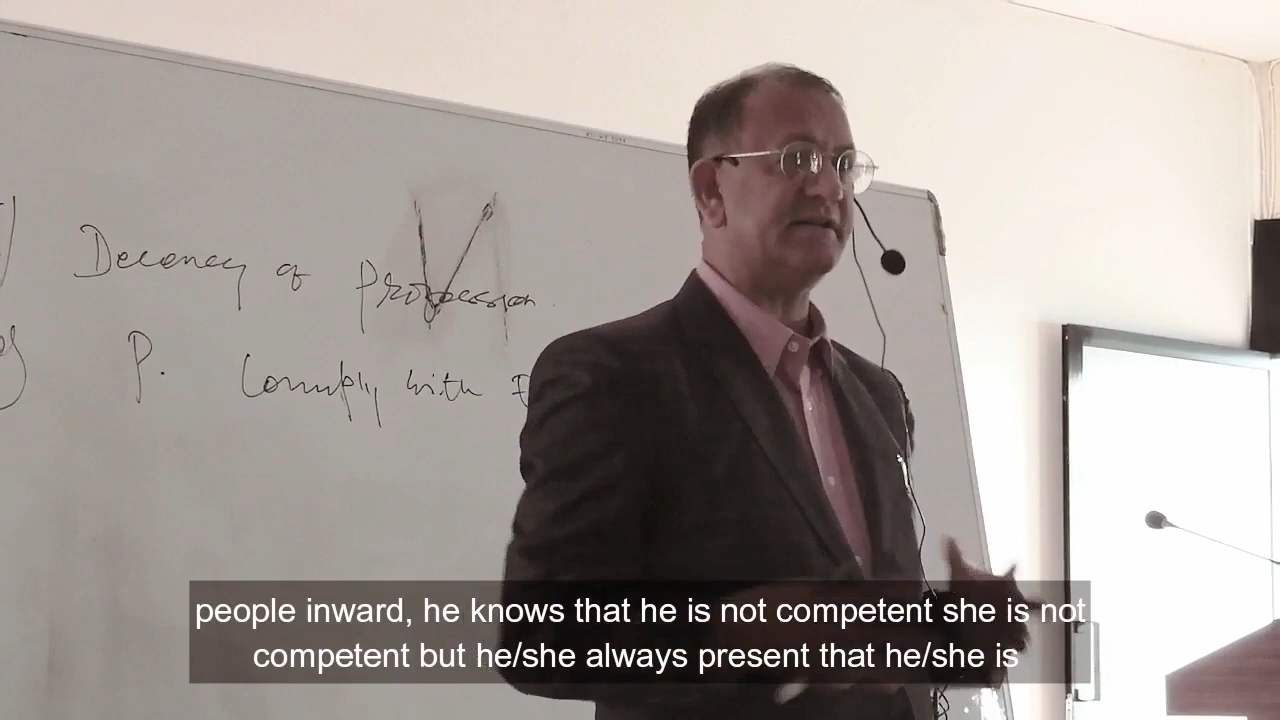 Decency of Profession
P. Comply with
people inward, he knows that he is not competent she is not
competent but he/she always present that he/she is